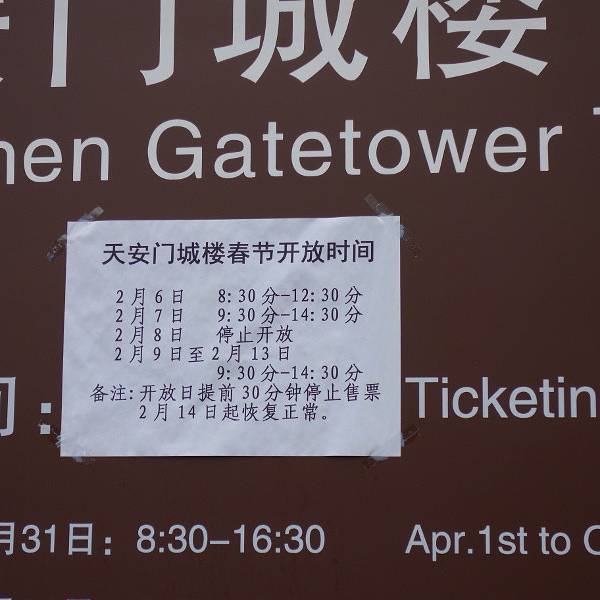 安门城楼
men Gatetower
天安门城楼春节开放时间
2月6日 8:30分-12:30分
2月7日 9:30分-14:30分
2月8日 停止开放
2月9日至2月13日
9:30分-14:30分
备注:开放日提前30分钟停止售票
2月14日起恢复正常。
间： Ticketin
月31日：8:30-16:30 Apr.1st to O